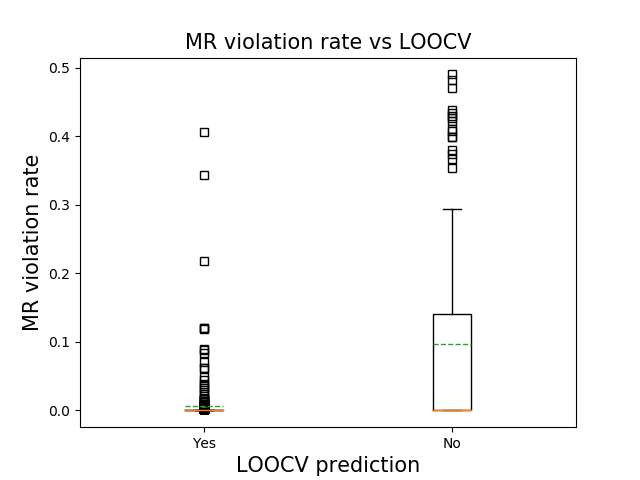 MR violation rate vs LOOCV
MR violation rate
0.5
0.4
0.3
0.2
0.1
0.0
Yes
No
LOOCV prediction